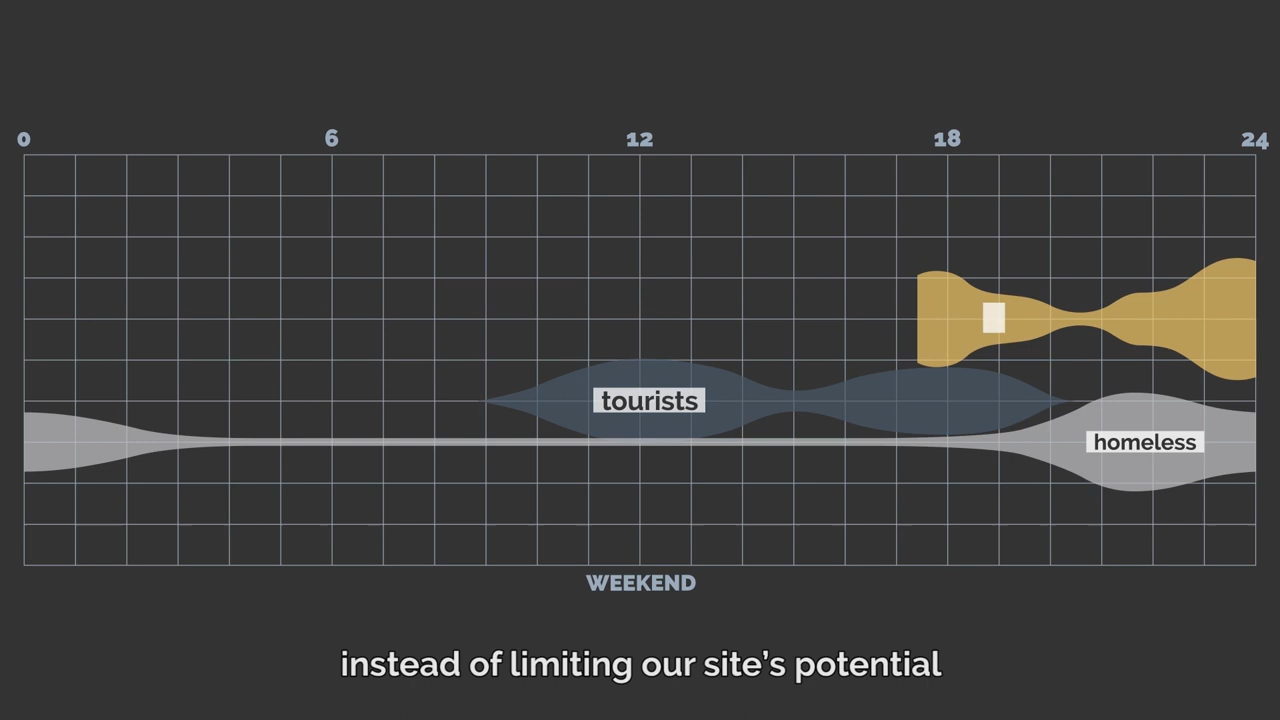 0 6 12 18 24
tourists
homeless
WEEKEND
instead of limiting our site's potential